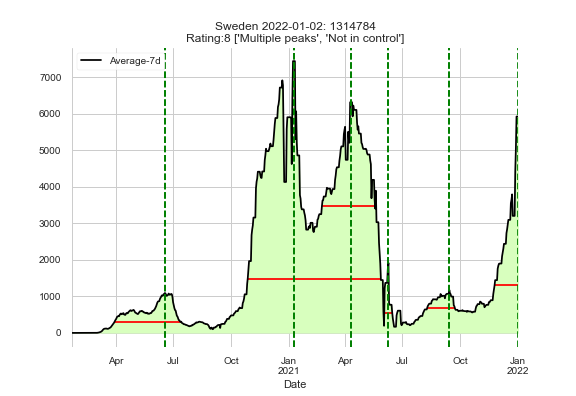 Sweden 2022-01-02: 1314784
Rating:8 ['Multiple peaks', 'Not in control']
Average-7d
7000
6000
5000
4000
3000
2000
1000
0
Apr Jul Oct Jan Apr Jul Oct Jan
2021 2022
Date